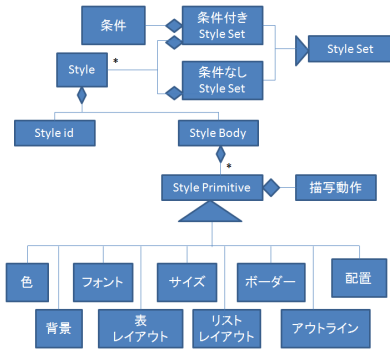 条件
条件付き
Style Set
Style Set
Style
*
条件なし
Style Set
Style id
Style Body
*
Style Primitive
描写動作
色
フォント
サイズ
ボーダー
配置
背景
表
レイアウト
リスト
レイアウト
アウトライン